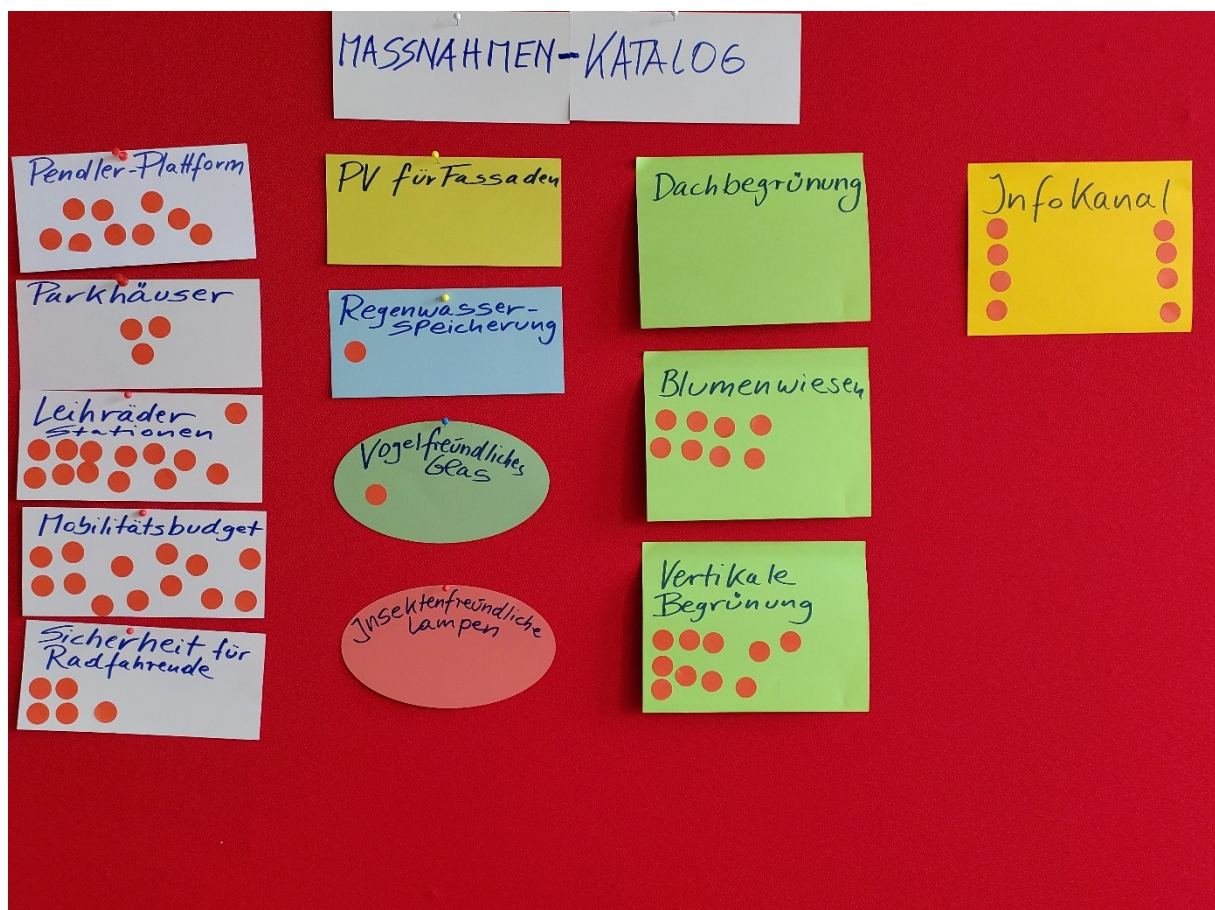 MASSNAHMEN-KATALOG
Pendler-Plattform
Parkhäuser
Leihräder
Stationen
Mobilitätsbudget
Sicherheit für
Radfahrende
PV für Fassaden
Regenwasser-
speicherung
Vogelfreundliches
Glas
Insektenfreundliche
Lampen
Dachbegrünung
Blumenwiesen
Vertikale
Begrünung
InfoKanal